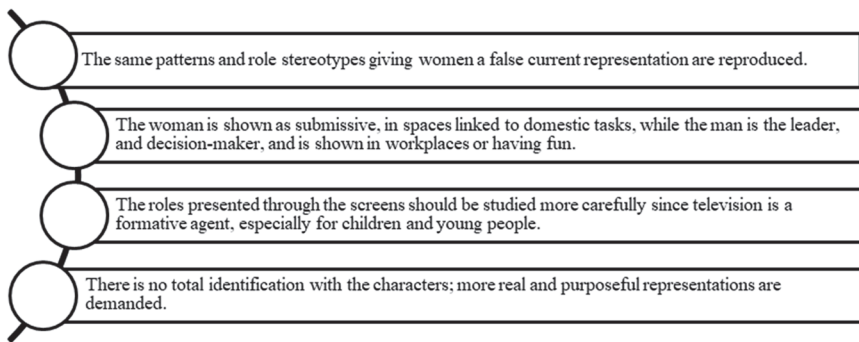 The same patterns and role stereotypes giving women a false current representation are reproduced.
The woman is shown as submissive, in spaces linked to domestic tasks, while the man is the leader,
and decision-maker, and is shown in workplaces or having fun.
The roles presented through the screens should be studied more carefully since television is a
formative agent, especially for children and young people.
There is no total identification with the characters; more real and purposeful representations are
demanded.